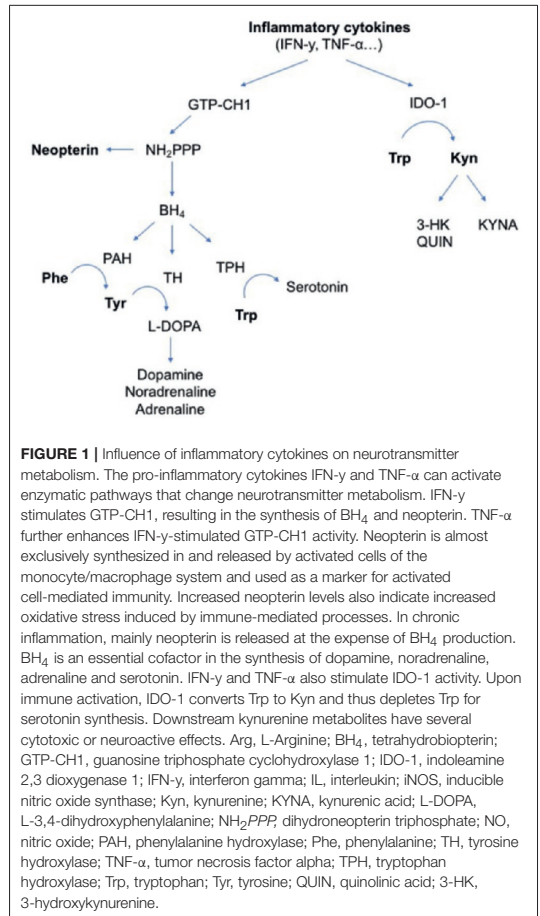 Inflammatory cytokines
(IFN-y, TNF-α...)
GTP-CH1
IDO-1
Neopterin
NH₂PPP
Trp
Kyn
BH₄
3-HK
QUIN
KYNA
PAH
TH
TPH
Phe
Tyr
Serotonin
Trp
L-DOPA
Dopamine
Noradrenaline
Adrenaline
FIGURE 1 | Influence of inflammatory cytokines on neurotransmitter
metabolism. The pro-inflammatory cytokines IFN-y and TNF-α can activate
enzymatic pathways that change neurotransmitter metabolism. IFN-y
stimulates GTP-CH1, resulting in the synthesis of BH₄ and neopterin. TNF-α
further enhances IFN-y-stimulated GTP-CH1 activity. Neopterin is almost
exclusively synthesized in and released by activated cells of the
monocyte/macrophage system and used as a marker for activated
cell-mediated immunity. Increased neopterin levels also indicate increased
oxidative stress induced by immune-mediated processes. In chronic
inflammation, mainly neopterin is released at the expense of BH₄ production.
BH₄ is an essential cofactor in the synthesis of dopamine, noradrenaline,
adrenaline and serotonin. IFN-y and TNF-α also stimulate IDO-1 activity. Upon
immune activation, IDO-1 converts Trp to Kyn and thus depletes Trp for
serotonin synthesis. Downstream kynurenine metabolites have several
cytotoxic or neuroactive effects. Arg, L-Arginine; BH₄, tetrahydrobiopterin;
GTP-CH1, guanosine triphosphate cyclohydroxylase 1; IDO-1, indoleamine
2,3 dioxygenase 1; IFN-y, interferon gamma; IL, interleukin; iNOS, inducible
nitric oxide synthase; Kyn, kynurenine; KYNA, kynurenic acid; L-DOPA,
L-3,4-dihydroxyphenylalanine; NH₂PPP, dihydroneopterin triphosphate; NO,
nitric oxide; PAH, phenylalanine hydroxylase; Phe, phenylalanine; TH, tyrosine
hydroxylase; TNF-α, tumor necrosis factor alpha; TPH, tryptophan
hydroxylase; Trp, tryptophan; Tyr, tyrosine; QUIN, quinolinic acid; 3-HK,
3-hydroxykynurenine.